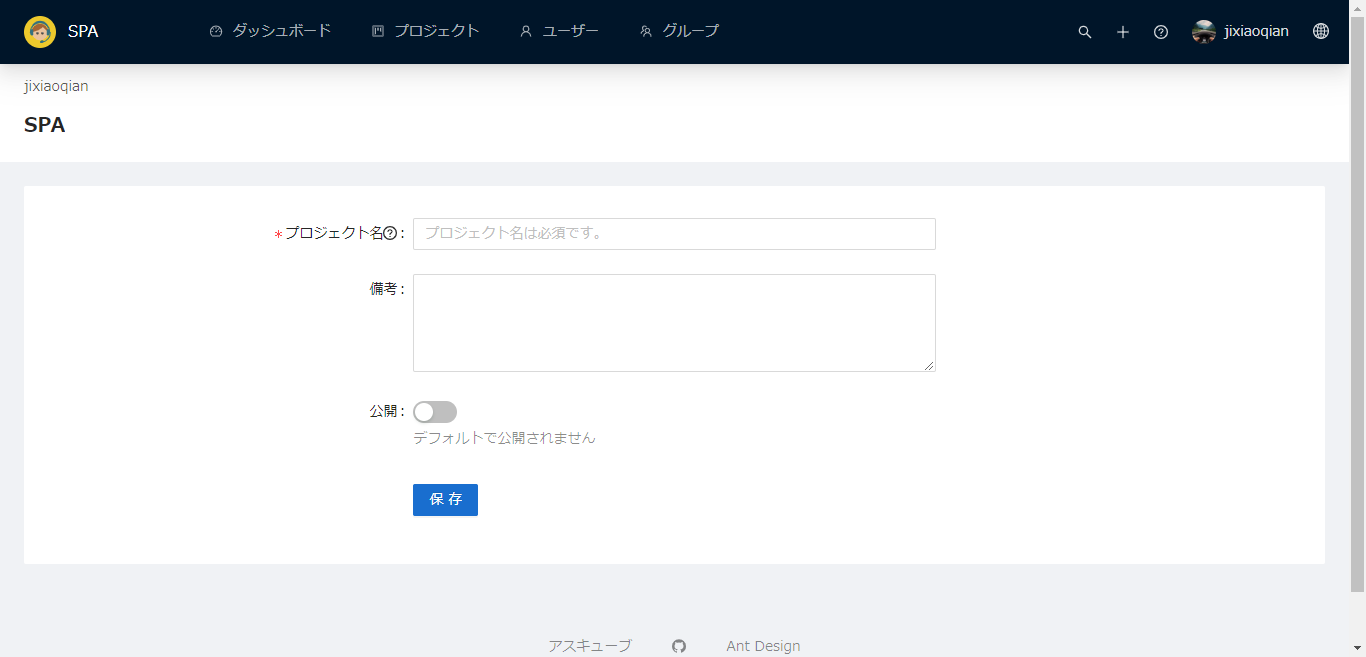 SPA ダッシュボード プロジェクト ユーザー グループ jixiaoqian
jixiaoqian
SPA
*プロジェクト名 : プロジェクト名は必須です。
備考 :
公開 :
デフォルトで公開されません
保 存
アスキューブ Ant Design